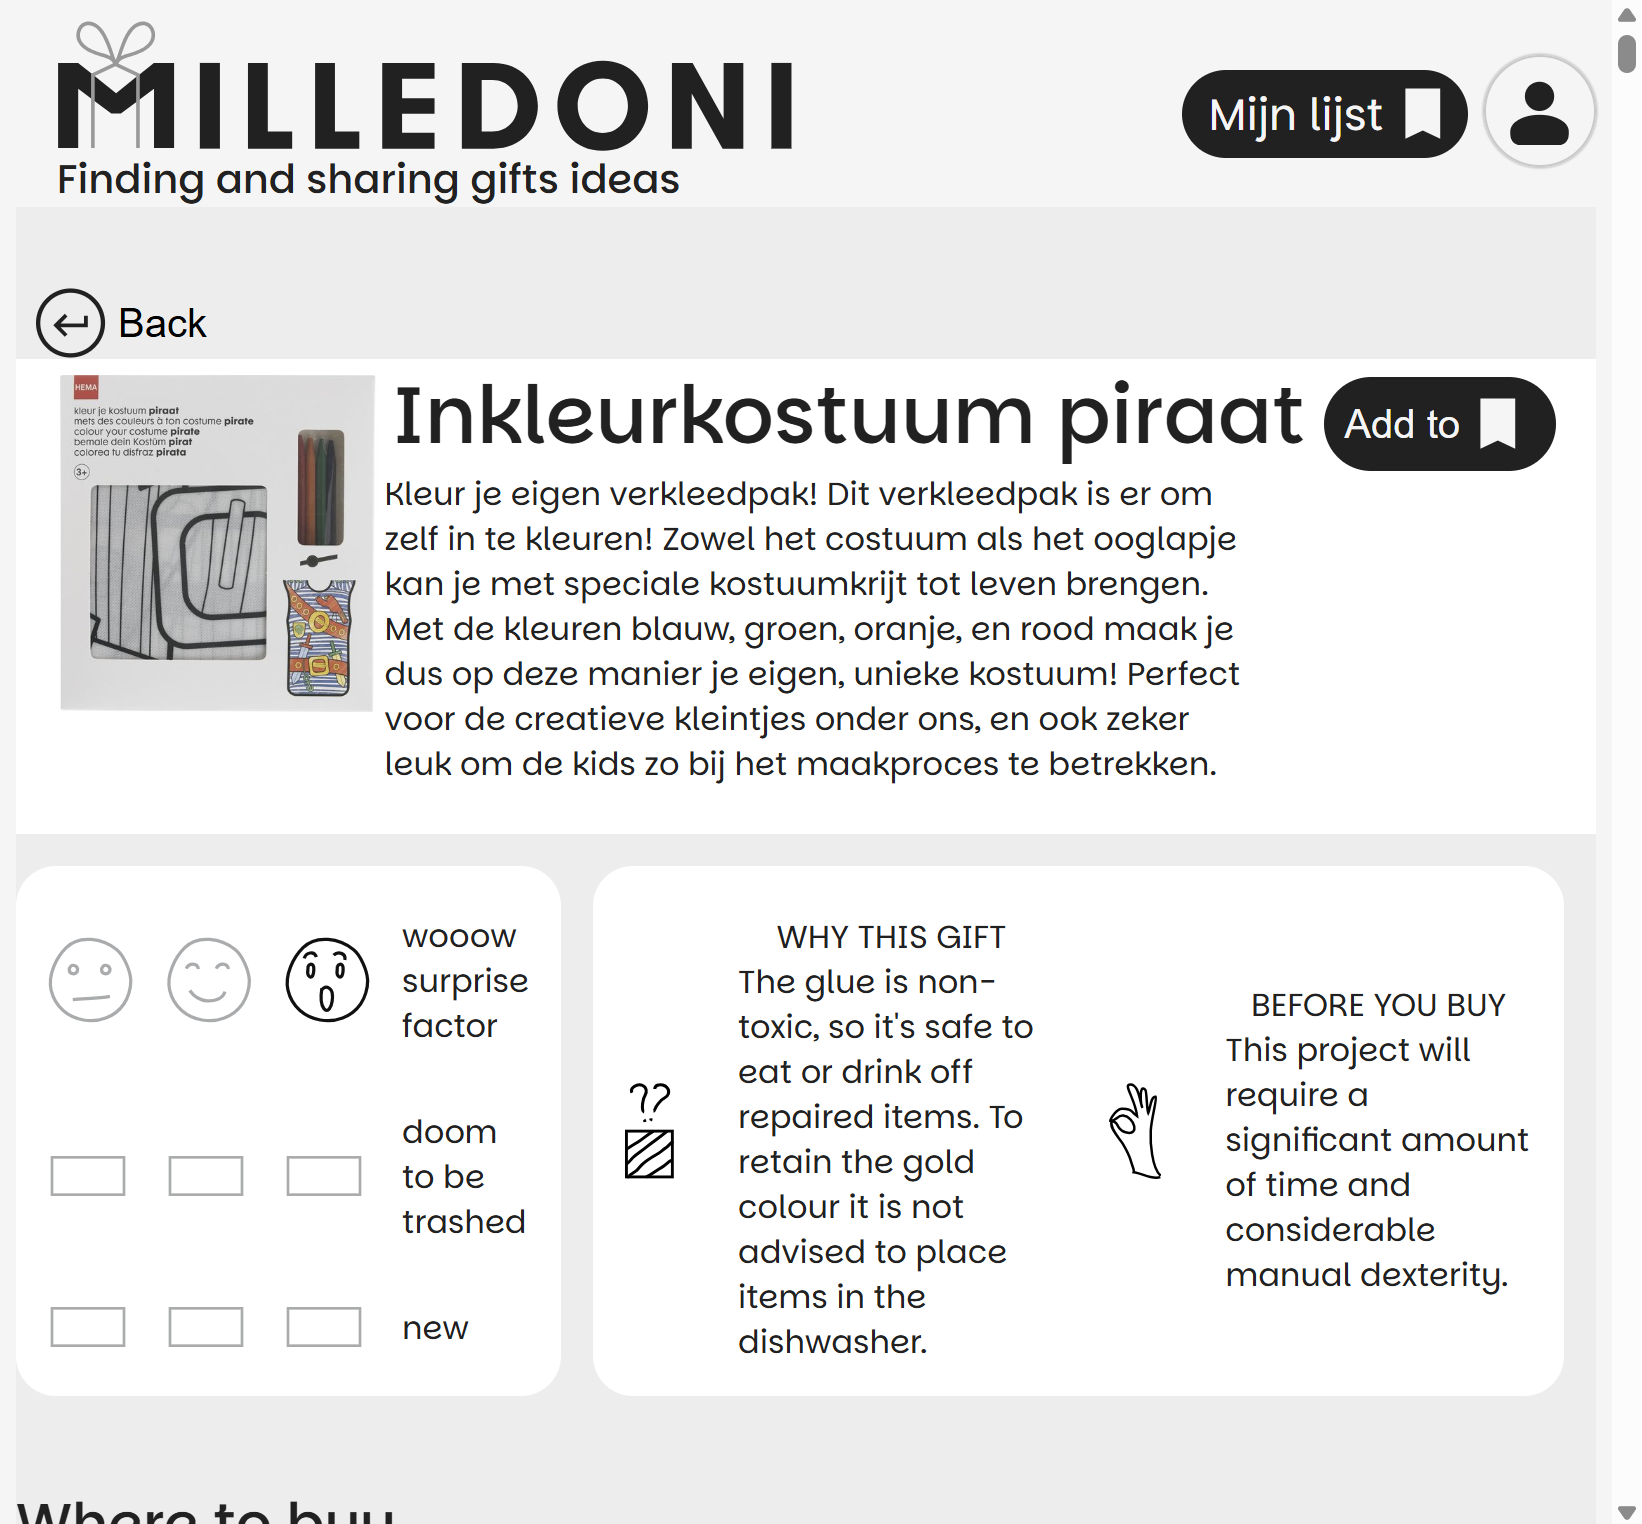 MILLEDONI
Finding and sharing gifts ideas
Mijn lijst
Back
HEMA
kleur je kostuum piraat
mets des couleurs à ton costume pirate
colour your costume pirate
bemale dein Kostüm pirat
colorea tu disfraz pirata
3+
Inkleurkostuum piraat
Add to
Kleur je eigen verkleedpak! Dit verkleedpak is er om
zelf in te kleuren! Zowel het costuum als het ooglapje
kan je met speciale kostuumkrijt tot leven brengen.
Met de kleuren blauw, groen, oranje, en rood maak je
dus op deze manier je eigen, unieke kostuum! Perfect
voor de creatieve kleintjes onder ons, en ook zeker
leuk om de kids zo bij het maakproces te betrekken.
wooow
surprise
factor
doom
to be
trashed
new
??
WHY THIS GIFT
The glue is non-
toxic, so it's safe to
eat or drink off
repaired items. To
retain the gold
colour it is not
advised to place
items in the
dishwasher.
BEFORE YOU BUY
This project will
require a
significant amount
of time and
considerable
manual dexterity.
Where to buy